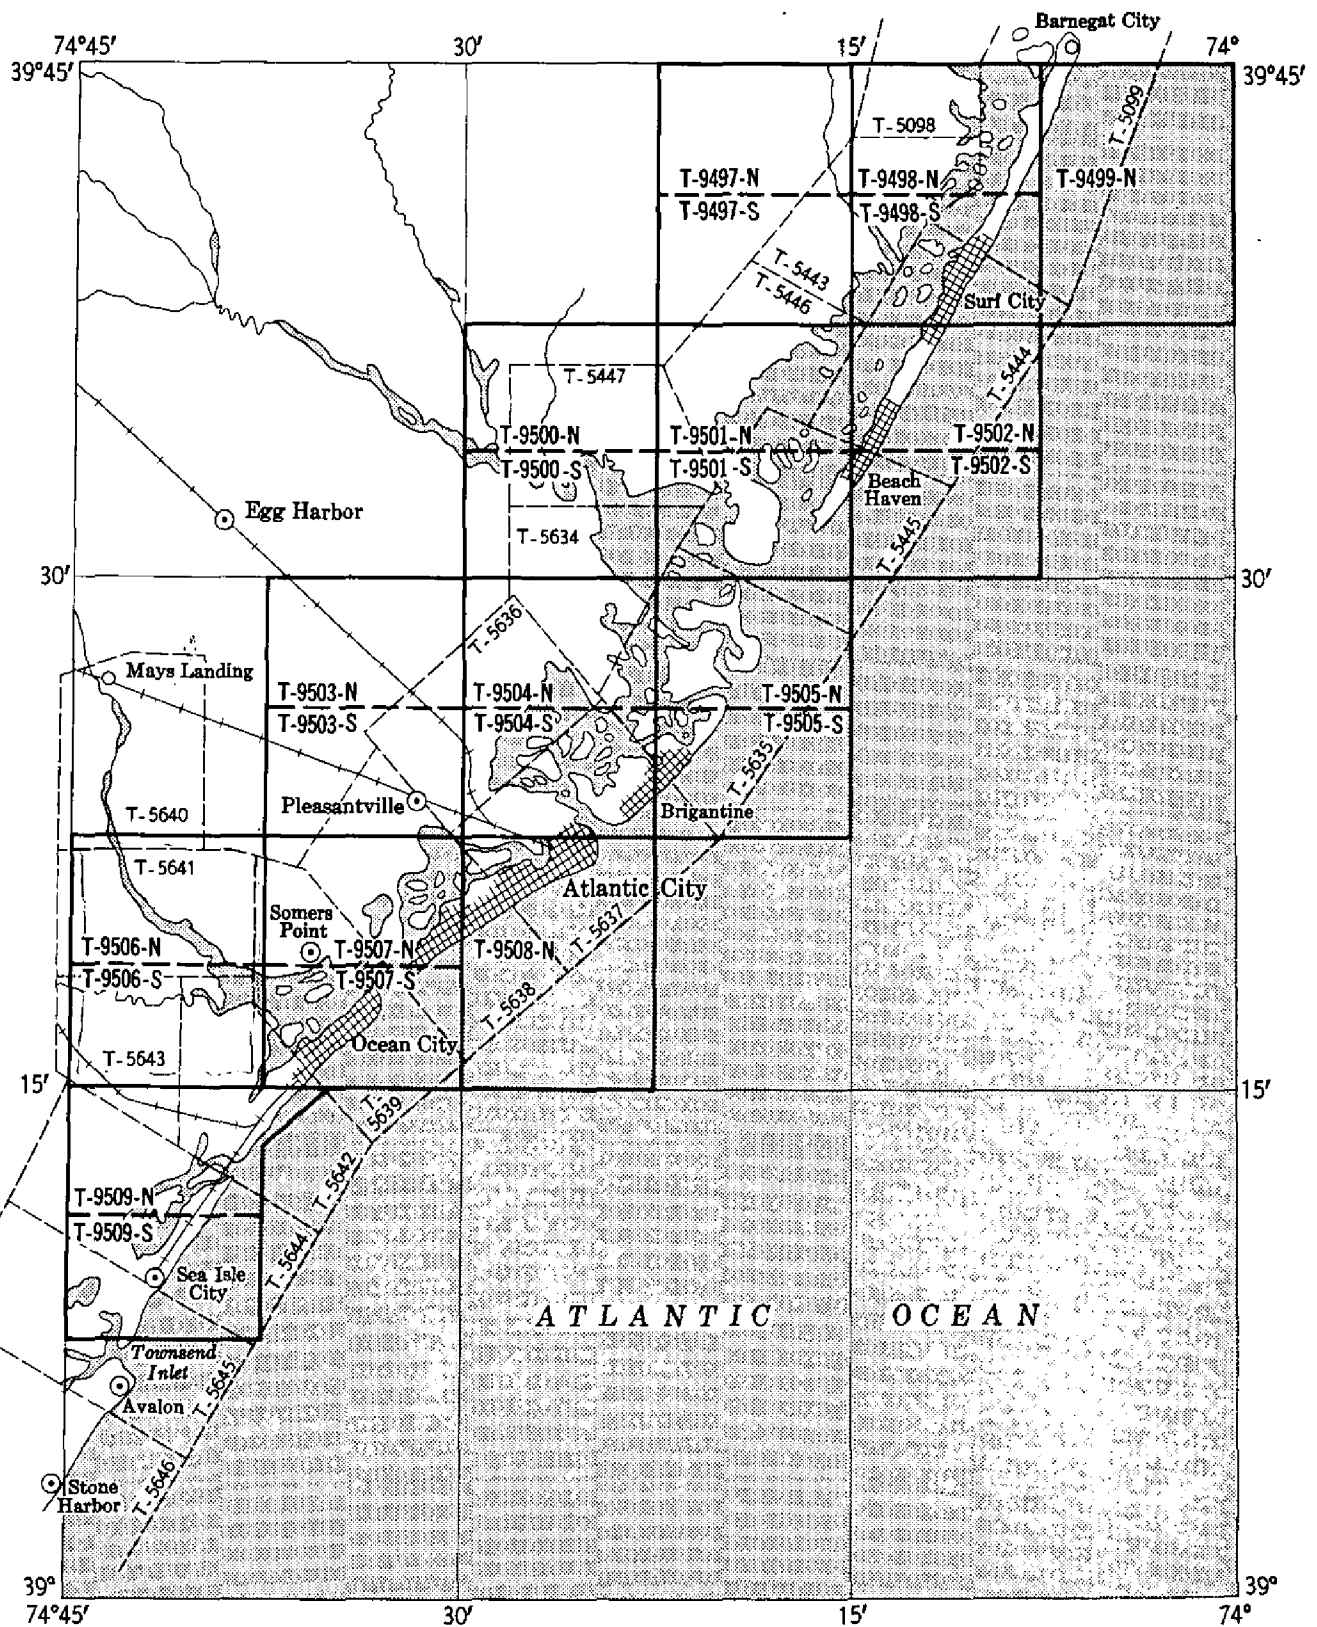 Barnegat City
74°45'
30'
15'
74°
39°45'
39°45'
T-5099
T-5098
T-9497-N
T-9498-N
T-9499-N
T-9497-S
T-9498-S
T-5443
T-5446
Surf City
T-5447
T-5444
T-9500-N
T-9501-N
T-9502-N
T-9500-S
T-9501-S
T-9502-S
Beach
Haven
Egg Harbor
T-5634
T-5445
30'
30'
T-5636
Mays Landing
T-9503-N
T-9504-N
T-9505-N
T-9503-S
T-9504-S
T-9505-S
T-5635
Pleasantville
Brigantine
T-5640
T-5641
Atlantic City
Somers
Point
T-5637
T-9506-N
T-9507-N
T-9508-N
T-9506-S
T-9507-S
T-5638
Ocean City
T-5643
15'
15'
T-
5639
T-5642
T-9509-N
T-9509-S
T-5644
Sea Isle
City
ATLANTIC OCEAN
Townsend
Inlet
T-5645
Avalon
T-5646
Stone
Harbor
39°
39°
74°45'
30'
15'
74°